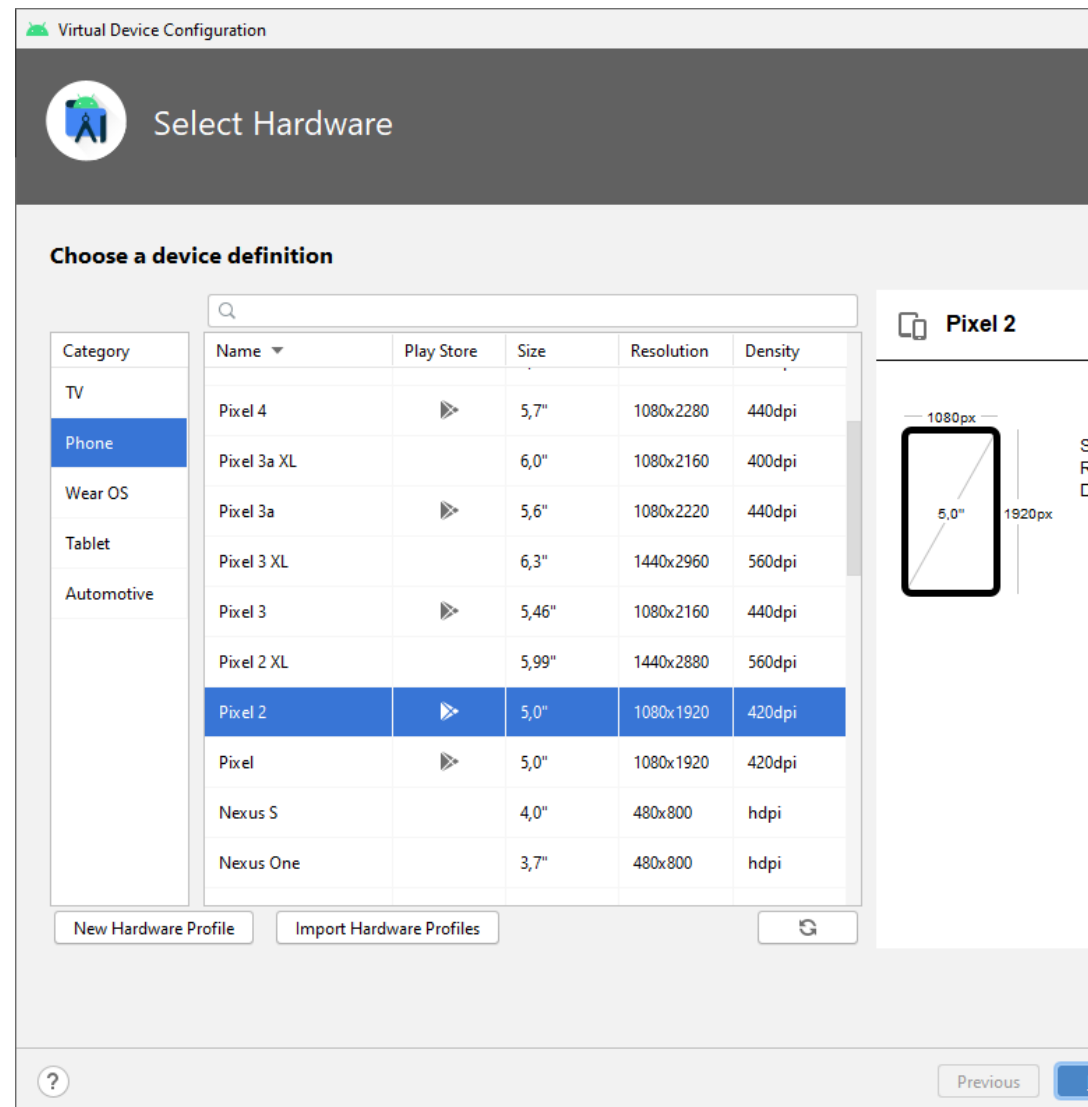 Virtual Device Configuration
Select Hardware
Choose a device definition
Category
TV
Phone
Wear OS
Tablet
Automotive
Name Play Store Size Resolution Density
Pixel 4 5,7" 1080x2280 440dpi
Pixel 3a XL 6,0" 1080x2160 400dpi
Pixel 3a 5,6" 1080x2220 440dpi
Pixel 3 XL 6,3" 1440x2960 560dpi
Pixel 3 5,46" 1080x2160 440dpi
Pixel 2 XL 5,99" 1440x2880 560dpi
Pixel 2 5,0" 1080x1920 420dpi
Pixel 5,0" 1080x1920 420dpi
Nexus S 4,0" 480x800 hdpi
Nexus One 3,7" 480x800 hdpi
New Hardware Profile Import Hardware Profiles
Pixel 2
1080px
5,0" 1920px
? Previous